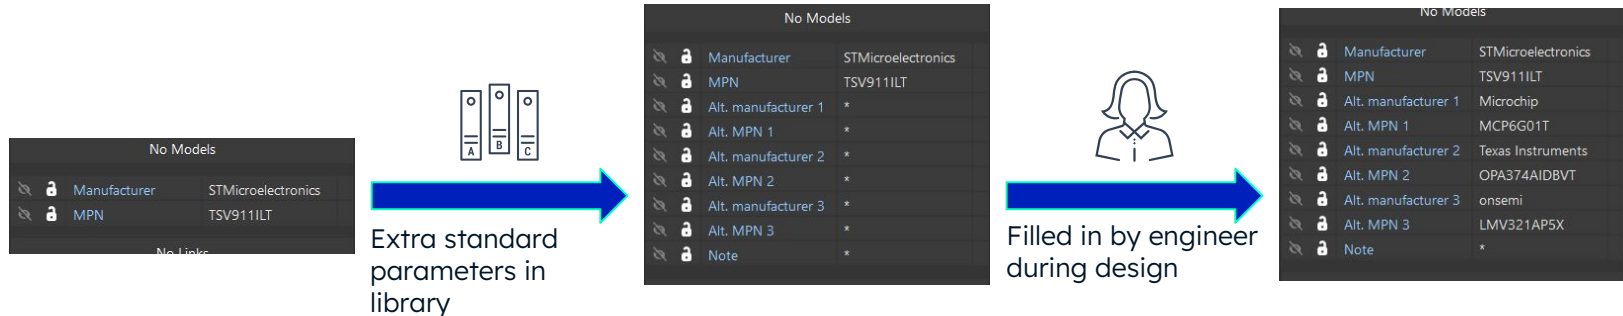 No Models
Manufacturer STMicroelectronics
MPN TSV911ILT
No Links
A B C
Extra standard
parameters in
library
No Models
Manufacturer STMicroelectronics
MPN TSV911ILT
Alt. manufacturer 1 *
Alt. MPN 1 *
Alt. manufacturer 2 *
Alt. MPN 2 *
Alt. manufacturer 3 *
Alt. MPN 3 *
Note *
Filled in by engineer
during design
No Models
Manufacturer STMicroelectronics
MPN TSV911ILT
Alt. manufacturer 1 Microchip
Alt. MPN 1 MCP6G01T
Alt. manufacturer 2 Texas Instruments
Alt. MPN 2 OPA374AIDBVT
Alt. manufacturer 3 onsemi
Alt. MPN 3 LMV321AP5X
Note *